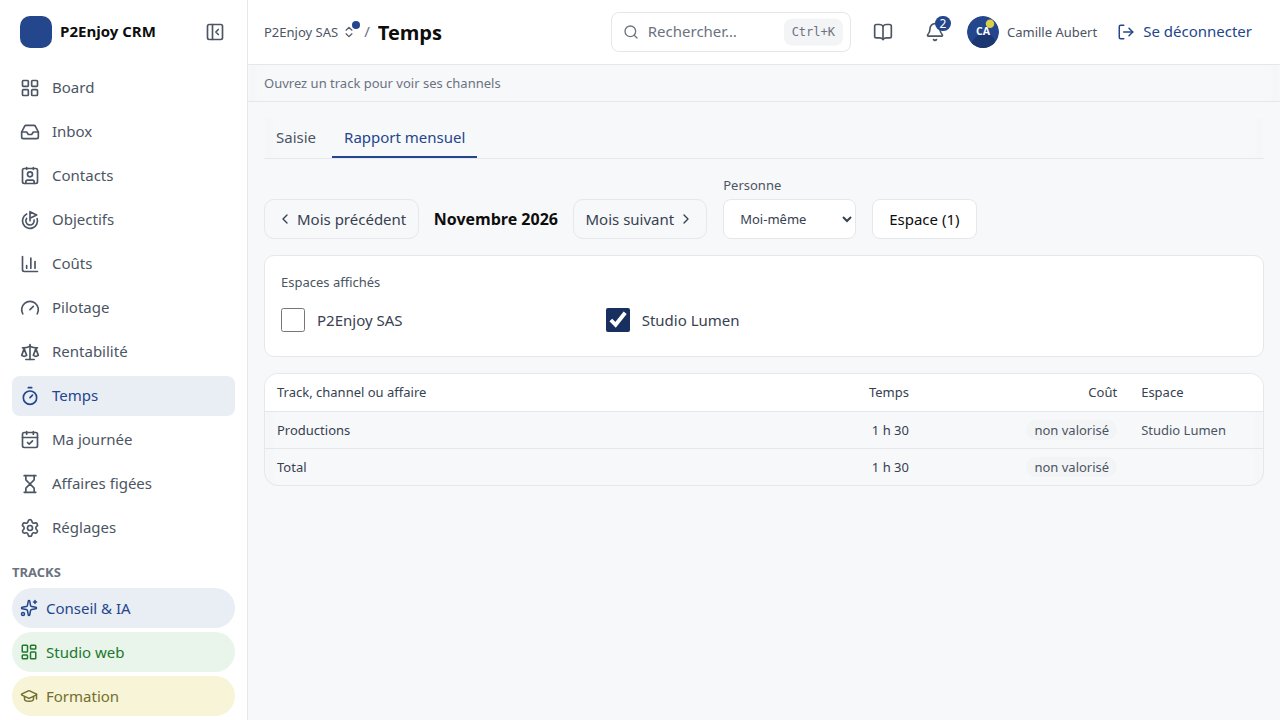 P2Enjoy CRM
Board
Inbox
Contacts
Objectifs
Coûts
Pilotage
Rentabilité
Temps
Ma journée
Affaires figées
Réglages
TRACKS
Conseil & IA
Studio web
Formation
P2Enjoy SAS / Temps
Rechercher... Ctrl+K
2
CA Camille Aubert
Se déconnecter
Ouvrez un track pour voir ses channels
Saisie Rapport mensuel
Personne
Mois précédent Novembre 2026 Mois suivant Moi-même Espace (1)
Espaces affichés
P2Enjoy SAS Studio Lumen
Track, channel ou affaire Temps Coût Espace
Productions 1 h 30 non valorisé Studio Lumen
Total 1 h 30 non valorisé